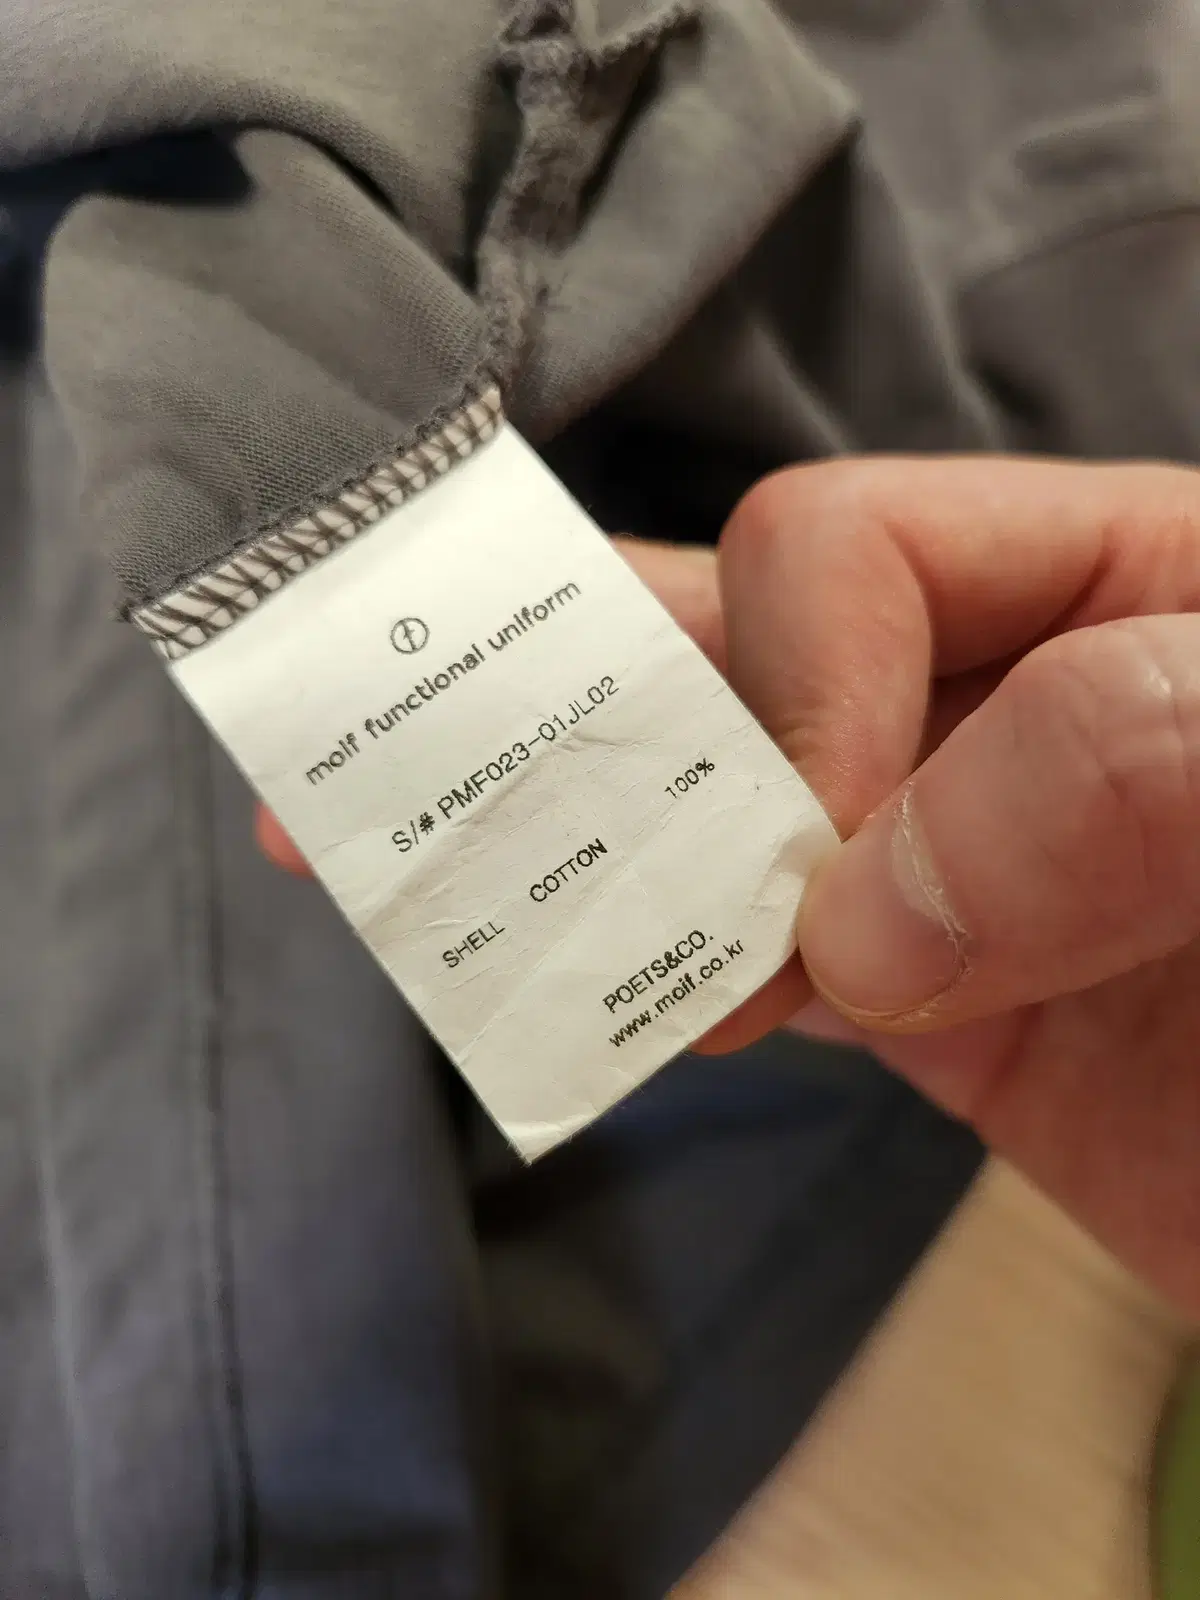 moif functional uniform
S/# PMF023-01JL02
SHELL COTTON 100%
POETS&CO.
www.moif.co.kr